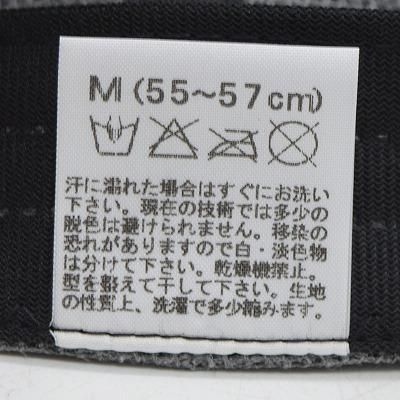 M (55~57cm)
汗に濡れた場合はすぐにお洗い
下さい。現在の技術では多少の
脱色は避けられません。移染の
恐れがありますので白・淡色物
は分けて下さい。乾燥機禁止。
型を整えて干して下さい。生地
の性質上、洗濯で多少縮みます。